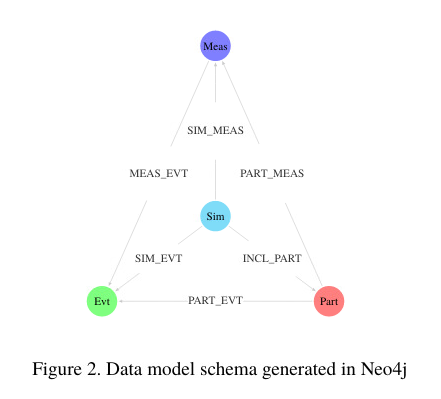 Meas
SIM_MEAS
MEAS_EVT
PART_MEAS
Sim
SIM_EVT
INCL_PART
Evt
PART_EVT
Part
Figure 2. Data model schema generated in Neo4j